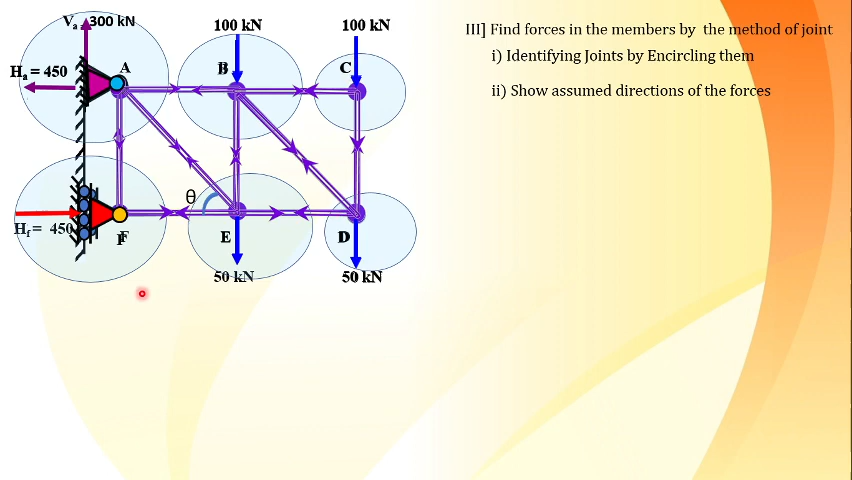 Va = 300 kN
100 kN
100 kN
III] Find forces in the members by the method of joint
i) Identifying Joints by Encircling them
ii) Show assumed directions of the forces
Ha = 450
A
B
C
θ
Hf = 450
F
E
D
50 kN
50 kN